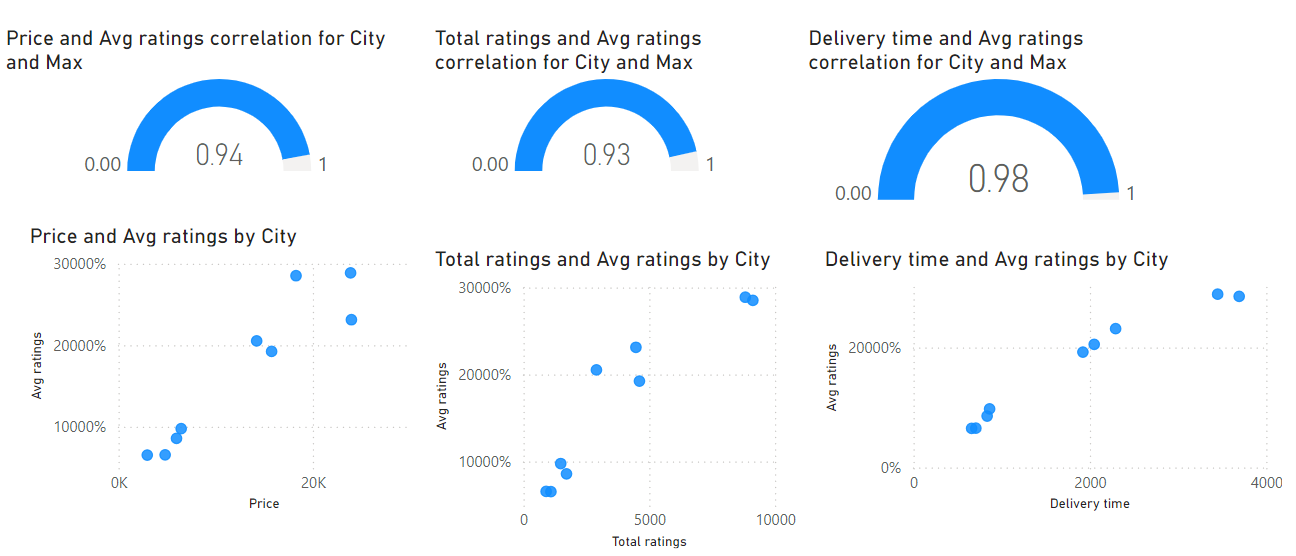 Price and Avg ratings correlation for City
and Max
0.00
0.94
1
Total ratings and Avg ratings
correlation for City and Max
0.00
0.93
1
Delivery time and Avg ratings
correlation for City and Max
0.00
0.98
1
Price and Avg ratings by City
30000%
20000%
10000%
Avg ratings
0K
20K
Price
Total ratings and Avg ratings by City
30000%
20000%
10000%
Avg ratings
0
5000
10000
Total ratings
Delivery time and Avg ratings by City
20000%
0%
Avg ratings
0
2000
4000
Delivery time